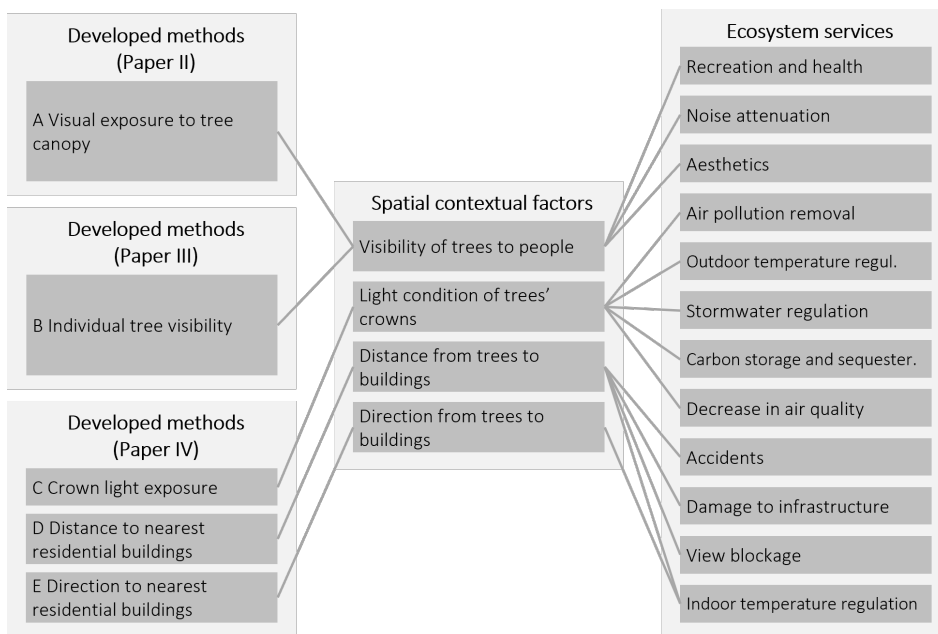 Developed methods
(Paper II)
A Visual exposure to tree
canopy
Developed methods
(Paper III)
B Individual tree visibility
Developed methods
(Paper IV)
C Crown light exposure
D Distance to nearest
residential buildings
E Direction to nearest
residential buildings
Spatial contextual factors
Visibility of trees to people
Light condition of trees’
crowns
Distance from trees to
buildings
Direction from trees to
buildings
Ecosystem services
Recreation and health
Noise attenuation
Aesthetics
Air pollution removal
Outdoor temperature regul.
Stormwater regulation
Carbon storage and sequester.
Decrease in air quality
Accidents
Damage to infrastructure
View blockage
Indoor temperature regulation